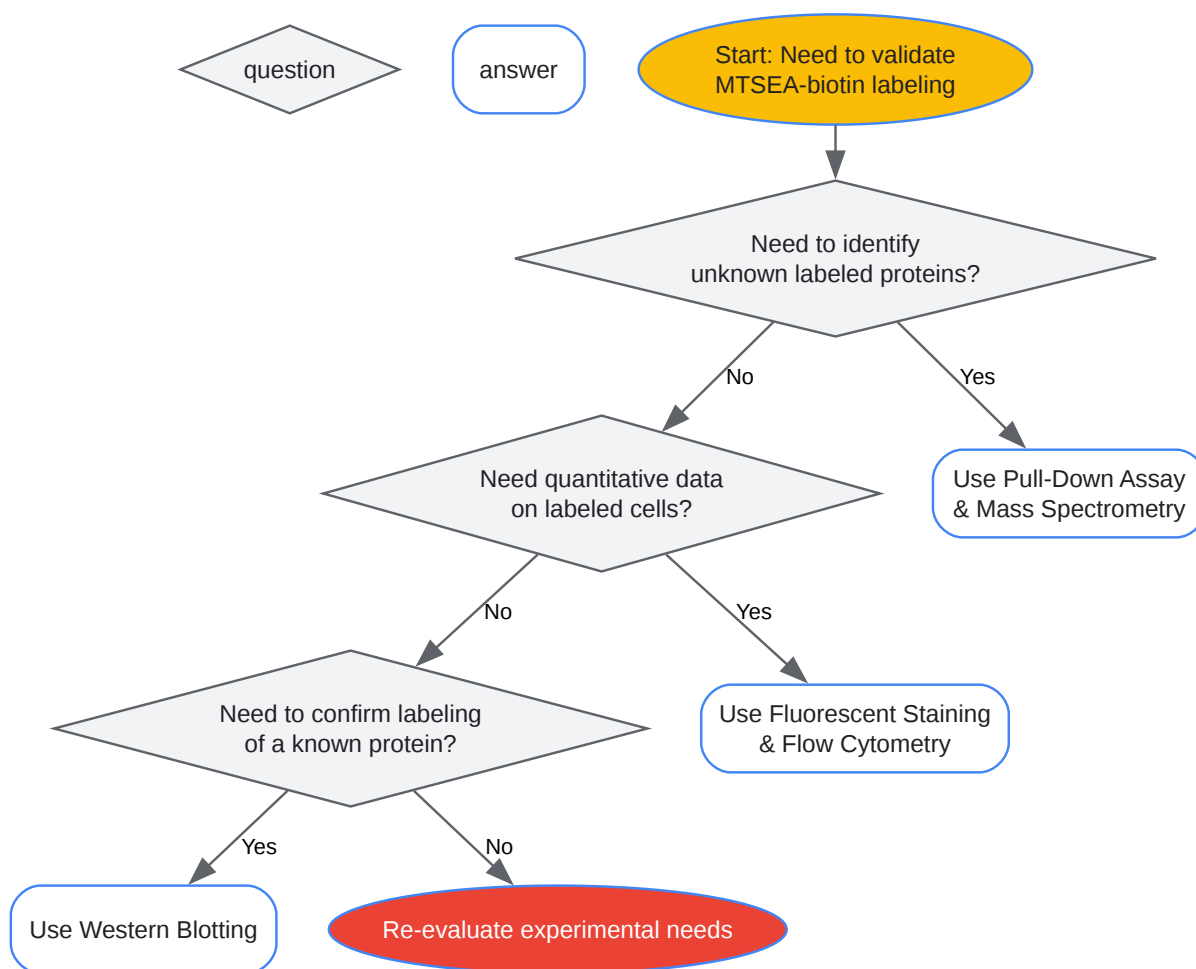 question
answer
Start: Need to validate
MTSEA-biotin labeling
Need to identify
unknown labeled proteins?
No
Yes
Need quantitative data
on labeled cells?
Use Pull-Down Assay
& Mass Spectrometry
No
Yes
Need to confirm labeling
of a known protein?
Use Fluorescent Staining
& Flow Cytometry
Yes
No
Use Western Blotting
Re-evaluate experimental needs